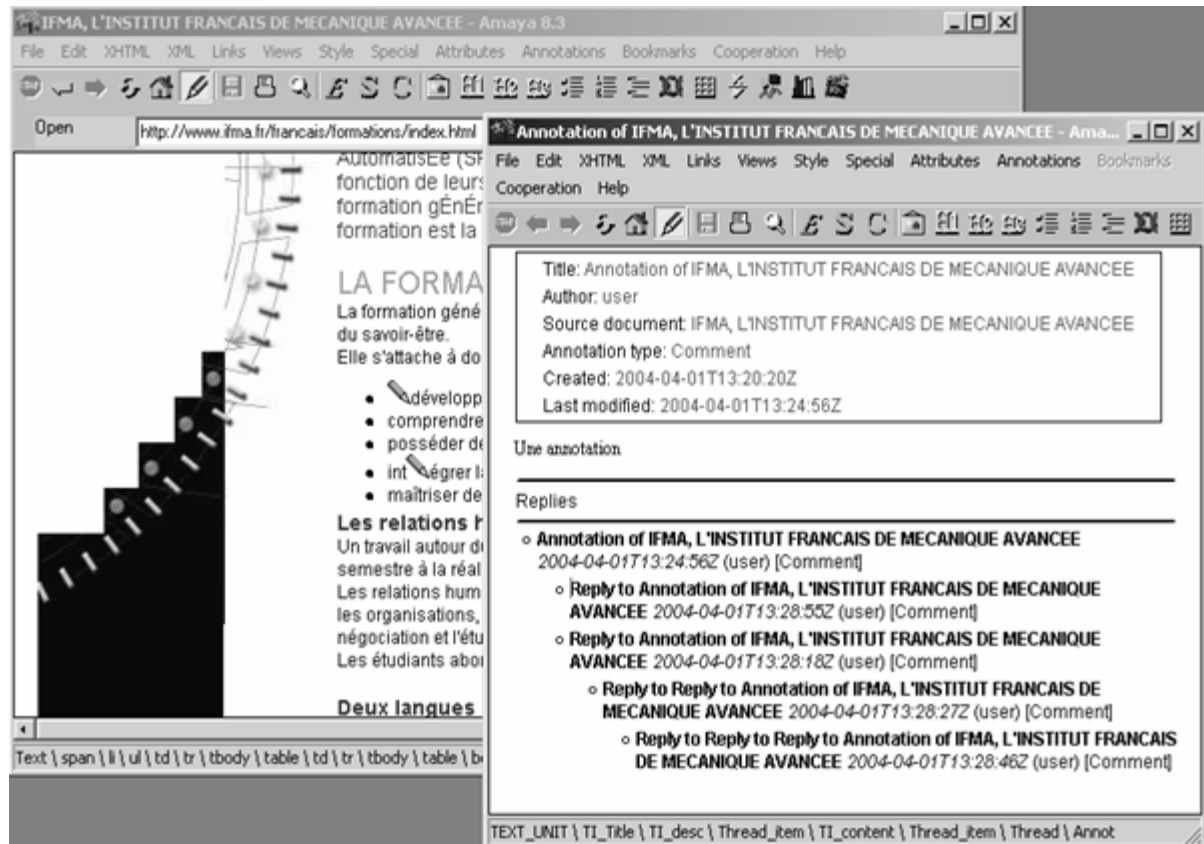 IFMA, L'INSTITUT FRANCAIS DE MECANIQUE AVANCEE - Amaya 8.3
File Edit XHTML XML Links Views Style Special Attributes Annotations Bookmarks Cooperation Help
E S C H1 H2 H3
Open http://www.ifma.fr/francais/formations/index.html
AutomatisÉe (SF
fonction de leurs
formation gÉnÉr
formation est la
LA FORMA
La formation géné
du savoir-être.
Elle s'attache à do
développ
comprendre
posséder de
int égrer la
maîtriser de
Les relations h
Un travail autour de
semestre à la réal
Les relations hum
les organisations,
négociation et l'étu
Les étudiants abor
Deux langues
Text \ span \ li \ ul \ td \ tr \ tbody \ table \ td \ tr \ tbody \ table \ b
Annotation of IFMA, L'INSTITUT FRANCAIS DE MECANIQUE AVANCEE - Ama...
File Edit XHTML XML Links Views Style Special Attributes Annotations Bookmarks
Cooperation Help
E S C H1 H2 H3
Title: Annotation of IFMA, L'INSTITUT FRANCAIS DE MECANIQUE AVANCEE
Author: user
Source document: IFMA, L'INSTITUT FRANCAIS DE MECANIQUE AVANCEE
Annotation type: Comment
Created: 2004-04-01T13:20:20Z
Last modified: 2004-04-01T13:24:56Z
Une annotation
Replies
Annotation of IFMA, L'INSTITUT FRANCAIS DE MECANIQUE AVANCEE
2004-04-01T13:24:56Z (user) [Comment]
Reply to Annotation of IFMA, L'INSTITUT FRANCAIS DE MECANIQUE
AVANCEE 2004-04-01T13:28:55Z (user) [Comment]
Reply to Annotation of IFMA, L'INSTITUT FRANCAIS DE MECANIQUE
AVANCEE 2004-04-01T13:28:18Z (user) [Comment]
Reply to Reply to Annotation of IFMA, L'INSTITUT FRANCAIS DE
MECANIQUE AVANCEE 2004-04-01T13:28:27Z (user) [Comment]
Reply to Reply to Reply to Annotation of IFMA, L'INSTITUT FRANCAIS
DE MECANIQUE AVANCEE 2004-04-01T13:28:46Z (user) [Comment]
TEXT_UNIT \ TI_Title \ TI_desc \ Thread_item \ TI_content \ Thread_item \ Thread \ Annot